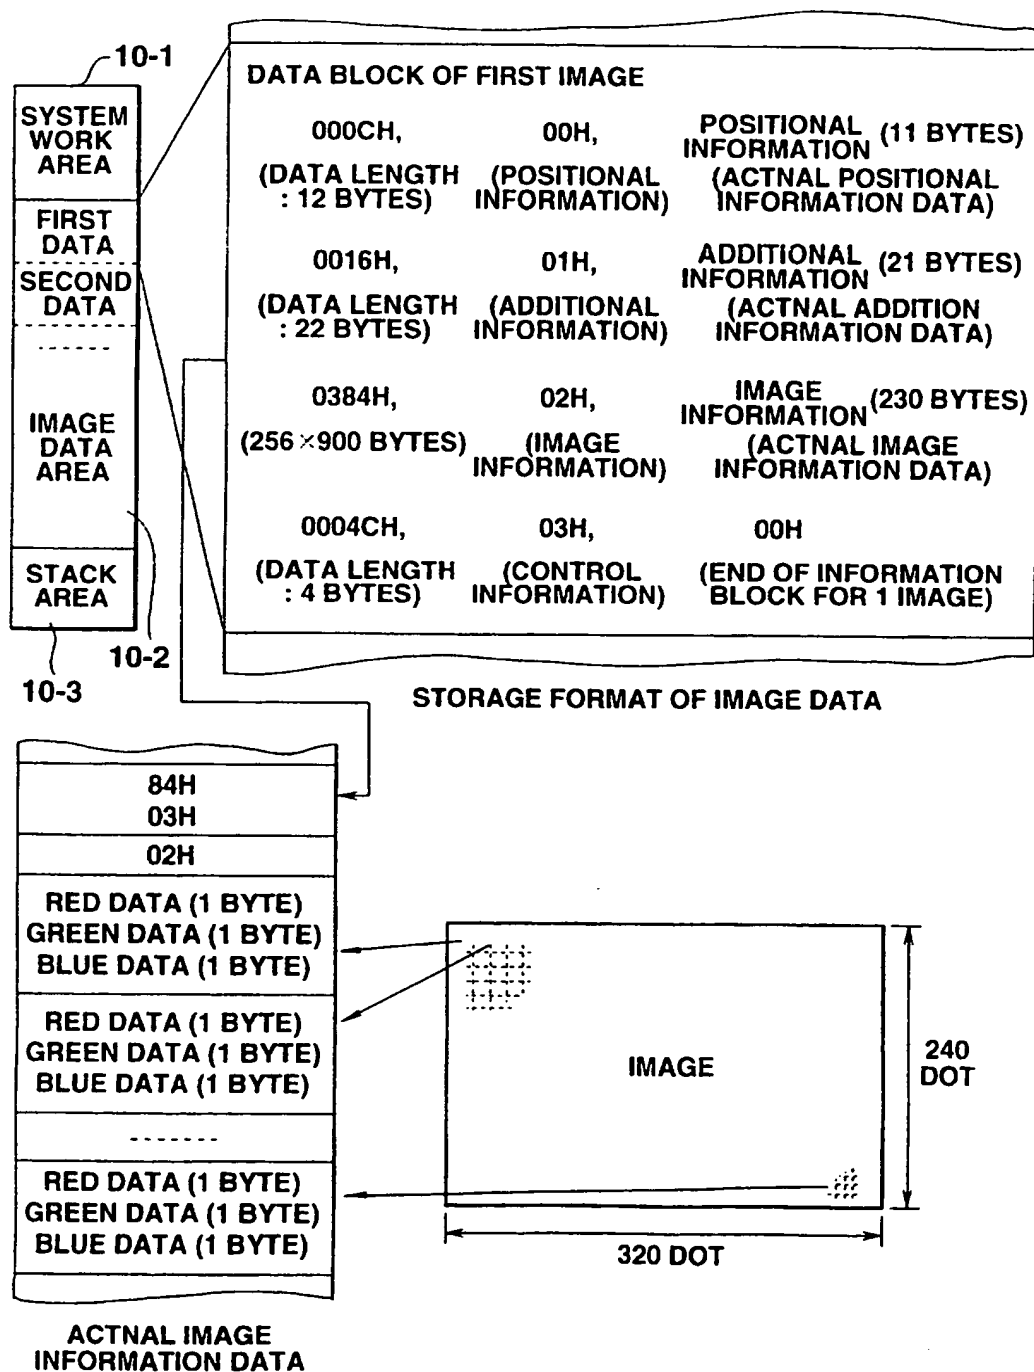 10-1
SYSTEM
WORK
AREA
FIRST
DATA
SECOND
DATA
IMAGE
DATA
AREA
STACK
AREA
10-2
10-3
DATA BLOCK OF FIRST IMAGE
000CH, 00H, POSITIONAL INFORMATION (11 BYTES)
(DATA LENGTH : 12 BYTES) (POSITIONAL INFORMATION) (ACTNAL POSITIONAL INFORMATION DATA)
0016H, 01H, ADDITIONAL INFORMATION (21 BYTES)
(DATA LENGTH : 22 BYTES) (ADDITIONAL INFORMATION) (ACTNAL ADDITION INFORMATION DATA)
0384H, 02H, IMAGE INFORMATION (230 BYTES)
(256×900 BYTES) (IMAGE INFORMATION) (ACTNAL IMAGE INFORMATION DATA)
0004CH, 03H, 00H
(DATA LENGTH : 4 BYTES) (CONTROL INFORMATION) (END OF INFORMATION BLOCK FOR 1 IMAGE)
STORAGE FORMAT OF IMAGE DATA
84H
03H
02H
RED DATA (1 BYTE)
GREEN DATA (1 BYTE)
BLUE DATA (1 BYTE)
RED DATA (1 BYTE)
GREEN DATA (1 BYTE)
BLUE DATA (1 BYTE)
RED DATA (1 BYTE)
GREEN DATA (1 BYTE)
BLUE DATA (1 BYTE)
ACTNAL IMAGE
INFORMATION DATA
IMAGE
240
DOT
320 DOT